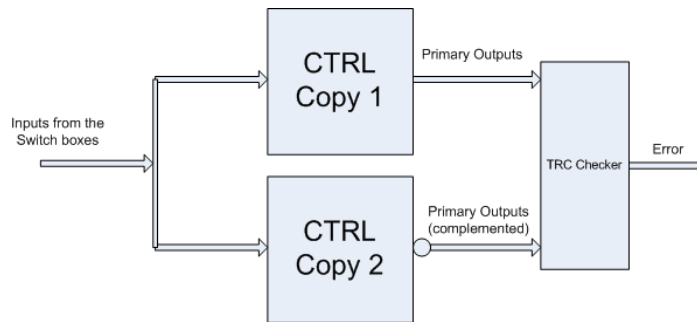 Inputs from the
Switch boxes
CTRL
Copy 1
Primary Outputs
CTRL
Copy 2
Primary Outputs
(complemented)
TRC Checker
Error